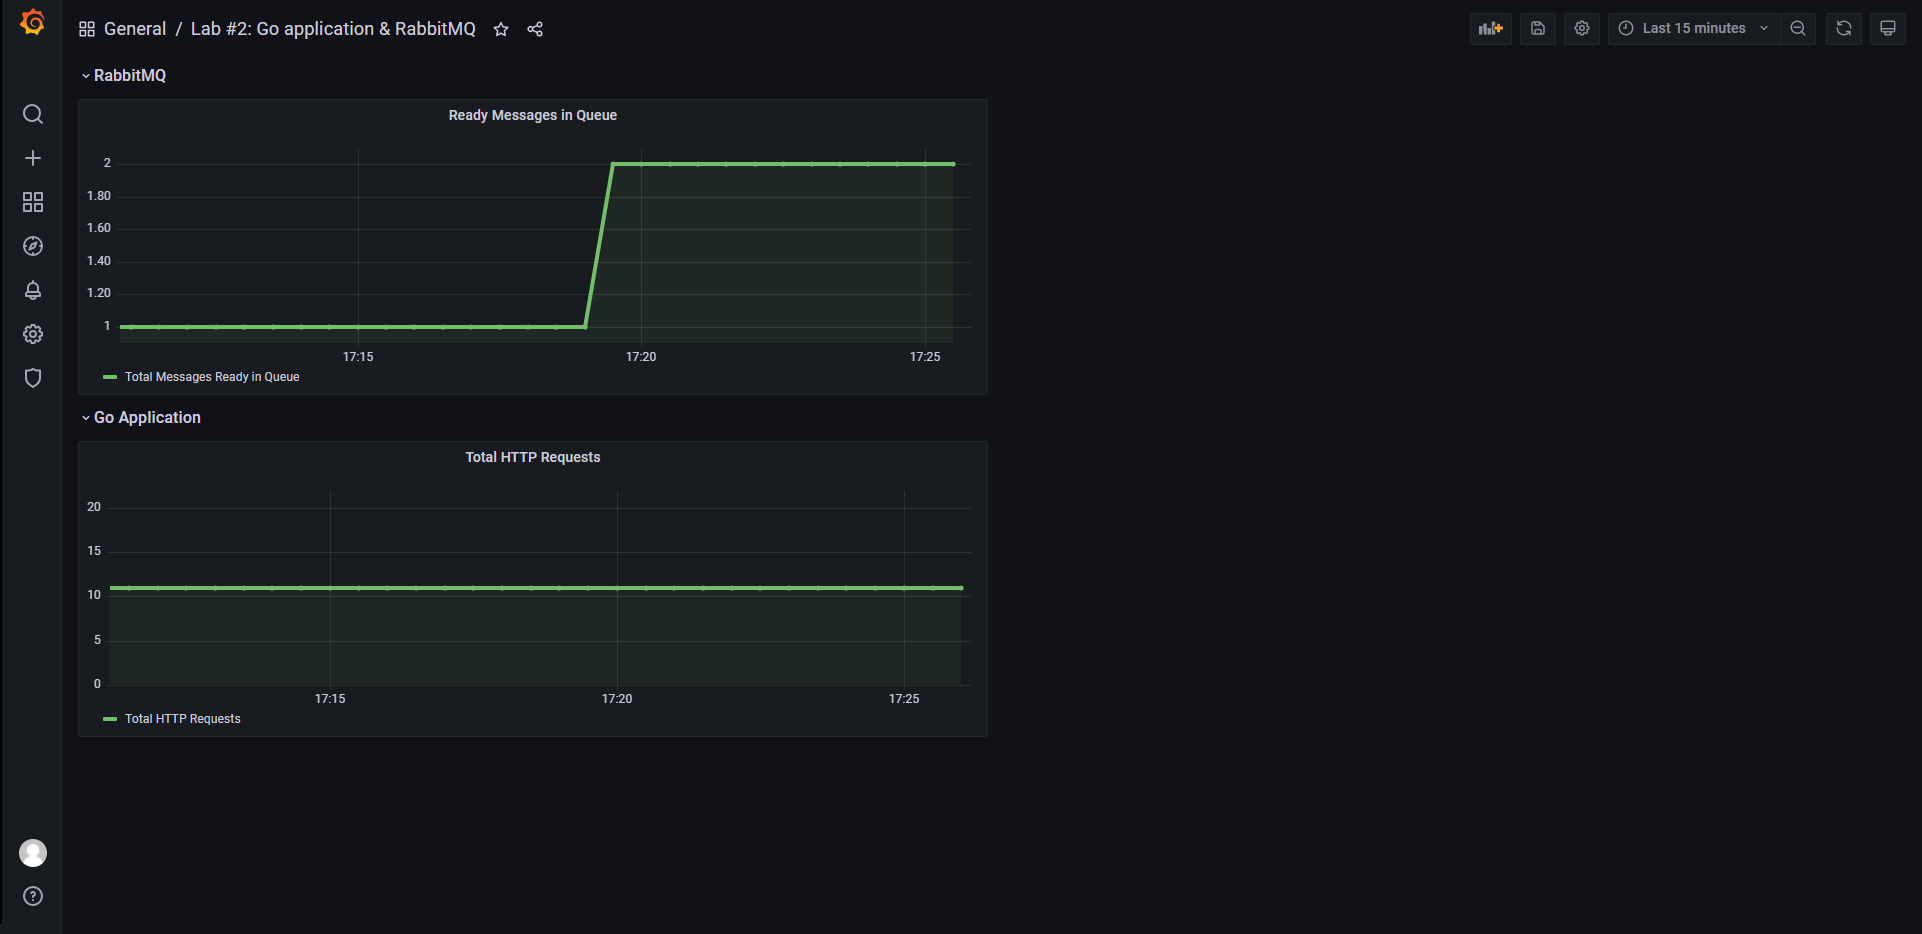 General / Lab #2: Go application & RabbitMQ
Last 15 minutes
RabbitMQ
Ready Messages in Queue
2
1.80
1.60
1.40
1.20
1
17:15 17:20 17:25
Total Messages Ready in Queue
Go Application
Total HTTP Requests
20
15
10
5
0
17:15 17:20 17:25
Total HTTP Requests